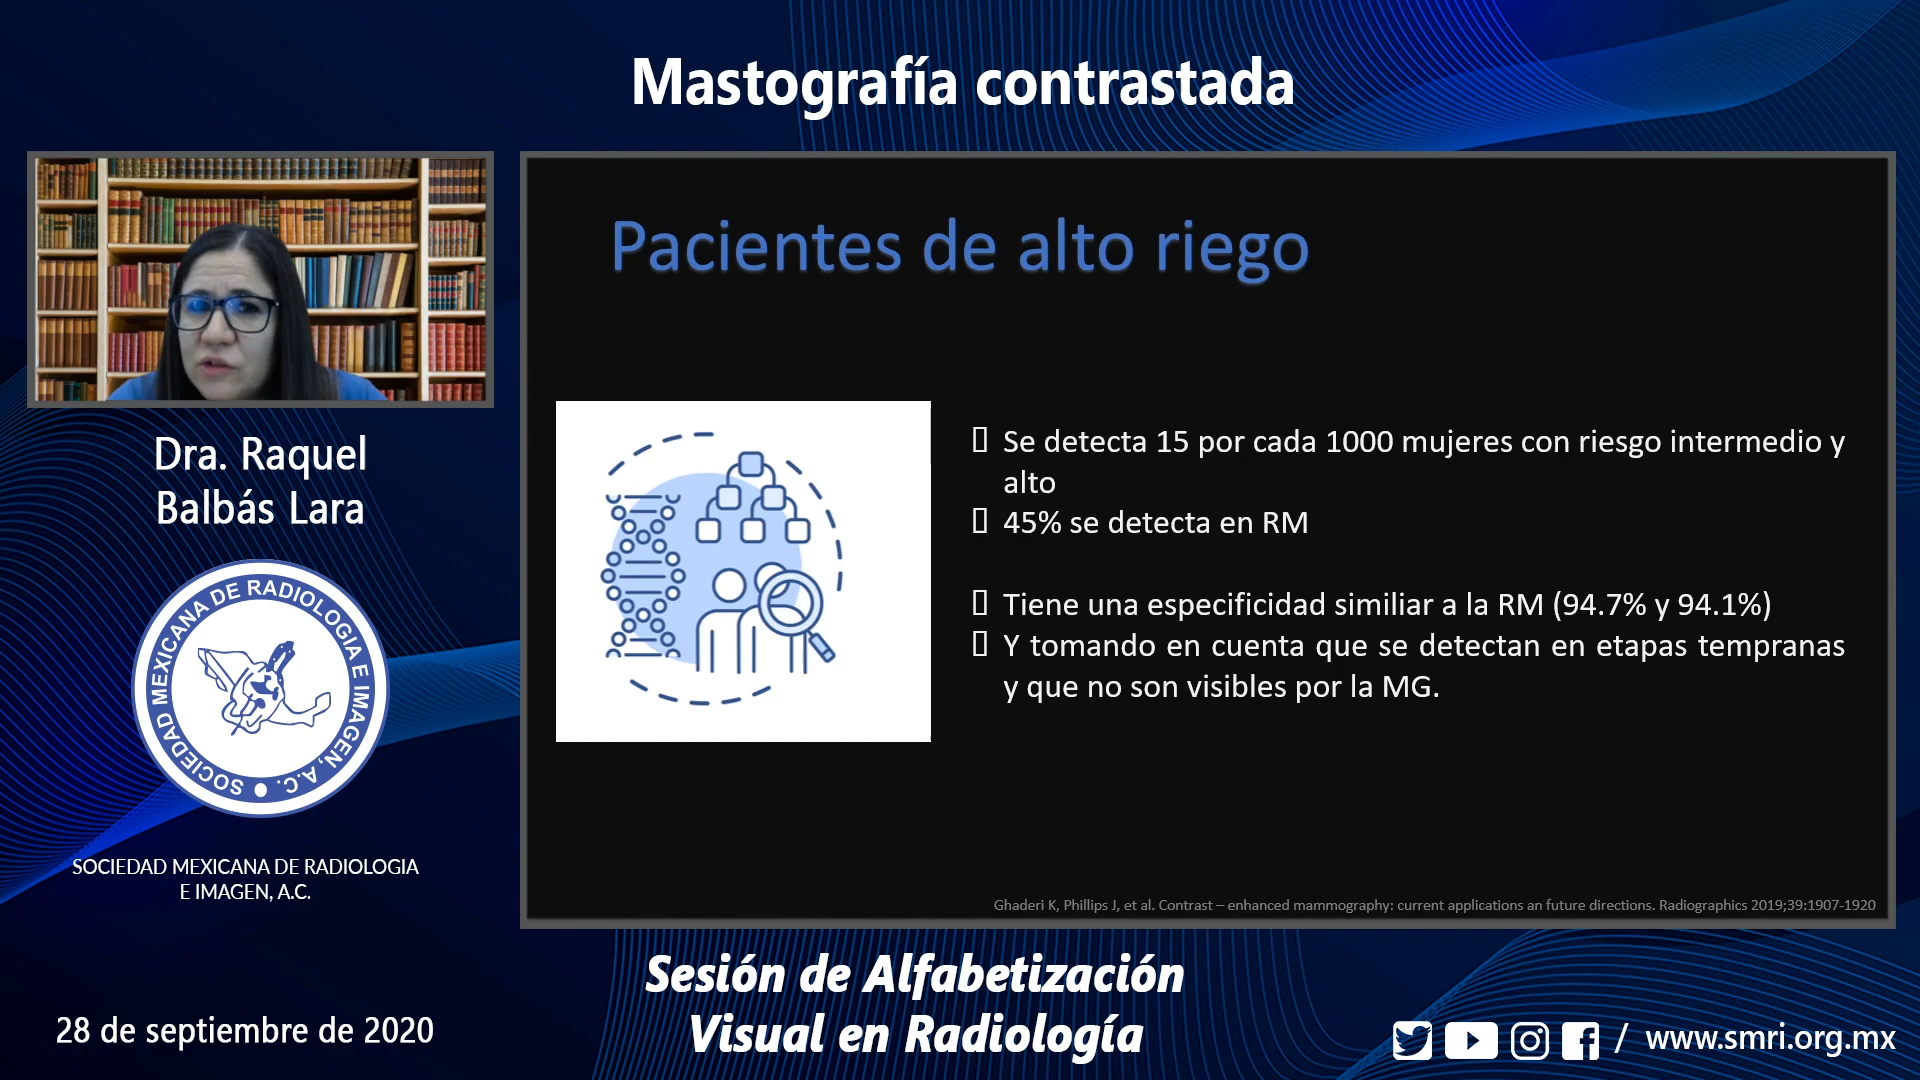 Mastografía contrastada
Pacientes de alto riego
Se detecta 15 por cada 1000 mujeres con riesgo intermedio y
alto
45% se detecta en RM
Tiene una especificidad similiar a la RM (94.7% y 94.1%)
Y tomando en cuenta que se detectan en etapas tempranas
y que no son visibles por la MG.
Ghaderi K, Phillips J, et al. Contrast – enhanced mammography: current applications an future directions. Radiographics 2019;39:1907-1920
Dra. Raquel
Balbás Lara
SOCIEDAD MEXICANA DE RADIOLOGIA E IMAGEN, A.C.
SOCIEDAD MEXICANA DE RADIOLOGIA
E IMAGEN, A.C.
28 de septiembre de 2020
Sesión de Alfabetización
Visual en Radiología
/ www.smri.org.mx